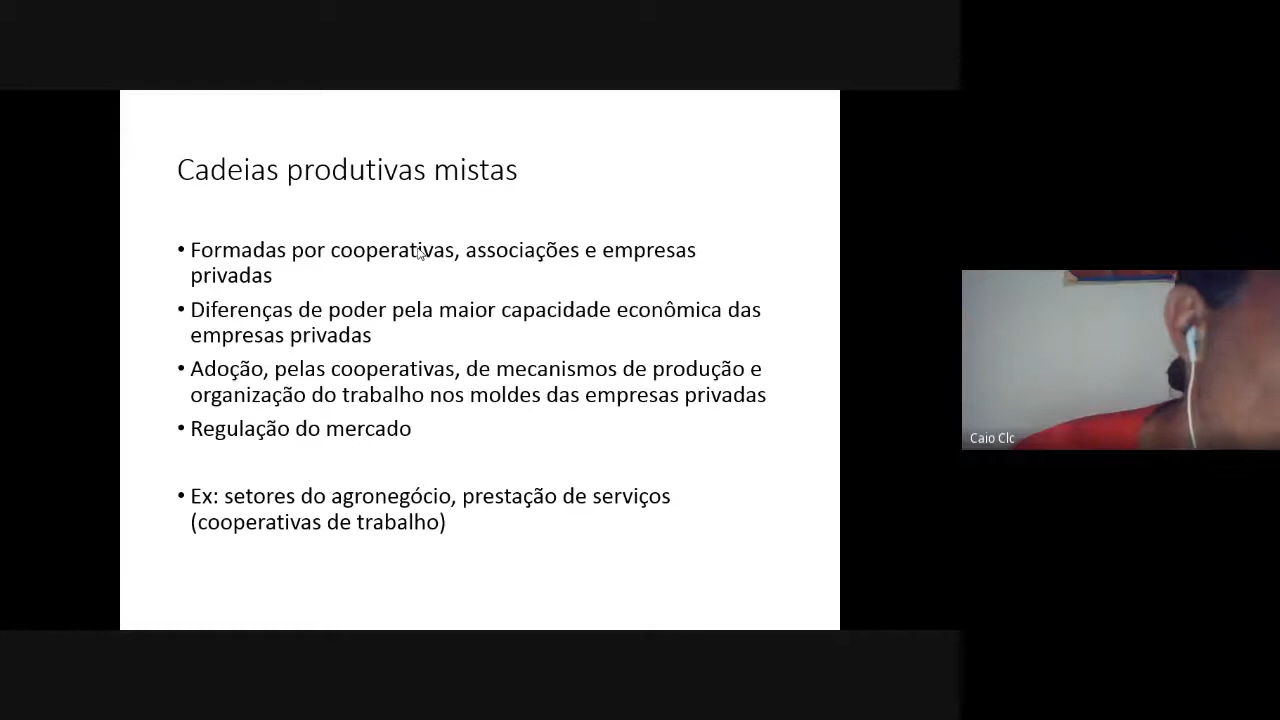 Cadeias produtivas mistas
• Formadas por cooperativas, associações e empresas
privadas
• Diferenças de poder pela maior capacidade econômica das
empresas privadas
• Adoção, pelas cooperativas, de mecanismos de produção e
organização do trabalho nos moldes das empresas privadas
• Regulação do mercado
• Ex: setores do agronegócio, prestação de serviços
(cooperativas de trabalho)
Caio Clc